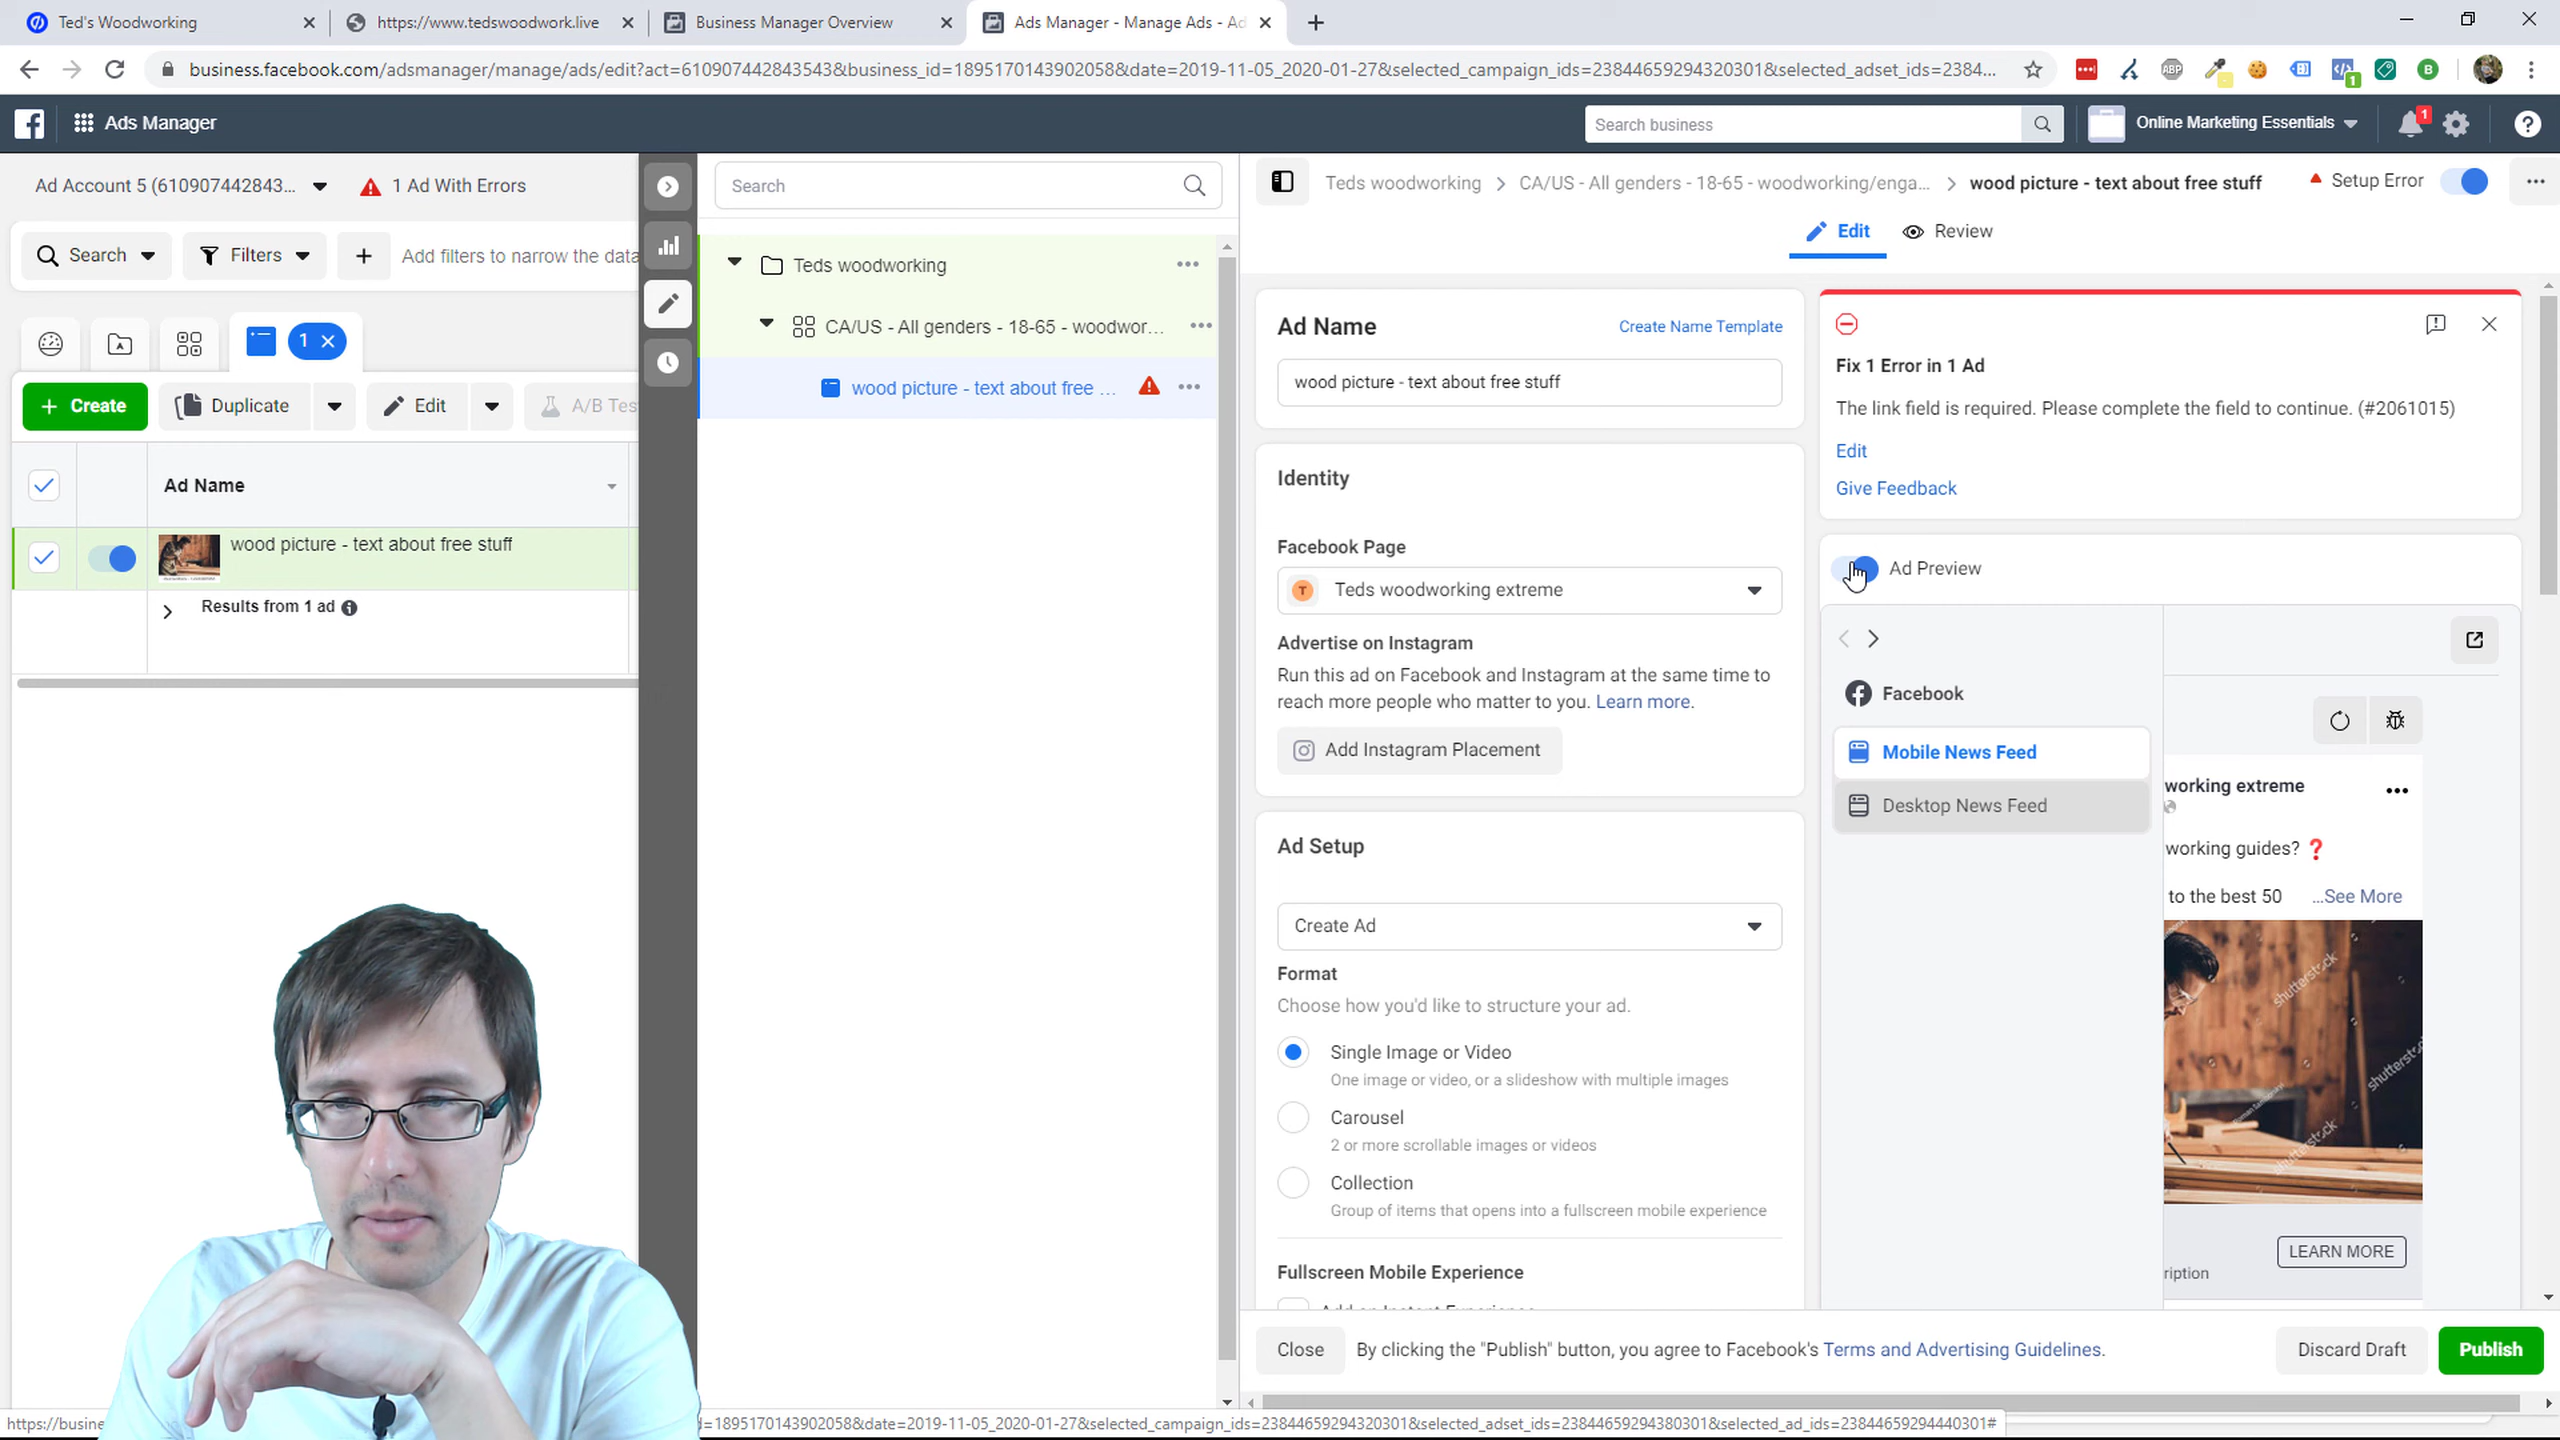 Ted's Woodworking
https://www.tedswoodwork.live
Business Manager Overview
Ads Manager - Manage Ads - Ad
business.facebook.com/adsmanager/manage/ads/edit?act=610907442843543&business_id=1895170143902058&date=2019-11-05_2020-01-27&selected_campaign_ids=23844659294320301&selected_adset_ids=2384...
ABP
1
B
Ads Manager
Search business
Online Marketing Essentials
1
Ad Account 5 (610907442843...
1 Ad With Errors
Search
Filters
Add filters to narrow the data
1
Create
Duplicate
Edit
A/B Tes
Ad Name
wood picture - text about free stuff
Results from 1 ad
Search
Teds woodworking
CA/US - All genders - 18-65 - woodwor...
wood picture - text about free ...
Teds woodworking
CA/US - All genders - 18-65 - woodworking/enga...
wood picture - text about free stuff
Setup Error
Edit
Review
Ad Name
Create Name Template
wood picture - text about free stuff
Identity
Facebook Page
T
Teds woodworking extreme
Advertise on Instagram
Run this ad on Facebook and Instagram at the same time to
reach more people who matter to you. Learn more.
Add Instagram Placement
Ad Setup
Create Ad
Format
Choose how you'd like to structure your ad.
Single Image or Video
One image or video, or a slideshow with multiple images
Carousel
2 or more scrollable images or videos
Collection
Group of items that opens into a fullscreen mobile experience
Fullscreen Mobile Experience
Fix 1 Error in 1 Ad
The link field is required. Please complete the field to continue. (#2061015)
Edit
Give Feedback
Ad Preview
Facebook
Mobile News Feed
Desktop News Feed
working extreme
working guides? ❓
to the best 50 ...See More
shutterstock
shutterstock
shutterstock
LEARN MORE
ription
Close
By clicking the "Publish" button, you agree to Facebook's Terms and Advertising Guidelines.
Discard Draft
Publish
https://busine
d=1895170143902058&date=2019-11-05_2020-01-27&selected_campaign_ids=23844659294320301&selected_adset_ids=23844659294380301&selected_ad_ids=23844659294440301#